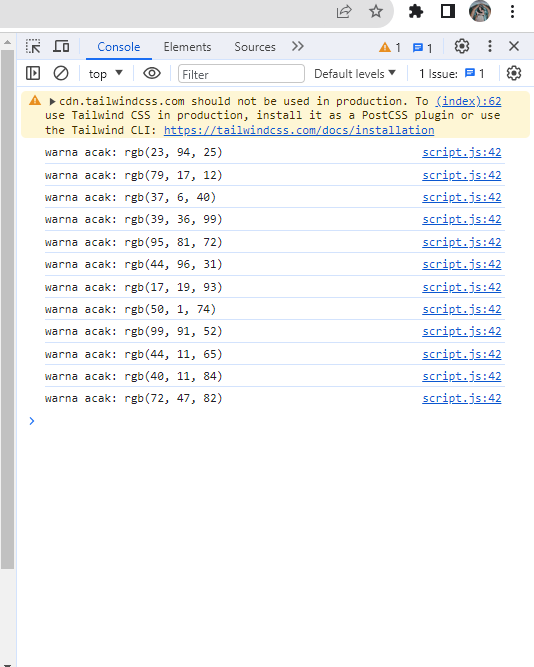 Console Elements Sources 1 1
top Filter Default levels 1 Issue: 1
cdn.tailwindcss.com should not be used in production. To (index):62
use Tailwind CSS in production, install it as a PostCSS plugin or use
the Tailwind CLI: https://tailwindcss.com/docs/installation
warna acak: rgb(23, 94, 25) script.js:42
warna acak: rgb(79, 17, 12) script.js:42
warna acak: rgb(37, 6, 40) script.js:42
warna acak: rgb(39, 36, 99) script.js:42
warna acak: rgb(95, 81, 72) script.js:42
warna acak: rgb(44, 96, 31) script.js:42
warna acak: rgb(17, 19, 93) script.js:42
warna acak: rgb(50, 1, 74) script.js:42
warna acak: rgb(99, 91, 52) script.js:42
warna acak: rgb(44, 11, 65) script.js:42
warna acak: rgb(40, 11, 84) script.js:42
warna acak: rgb(72, 47, 82) script.js:42